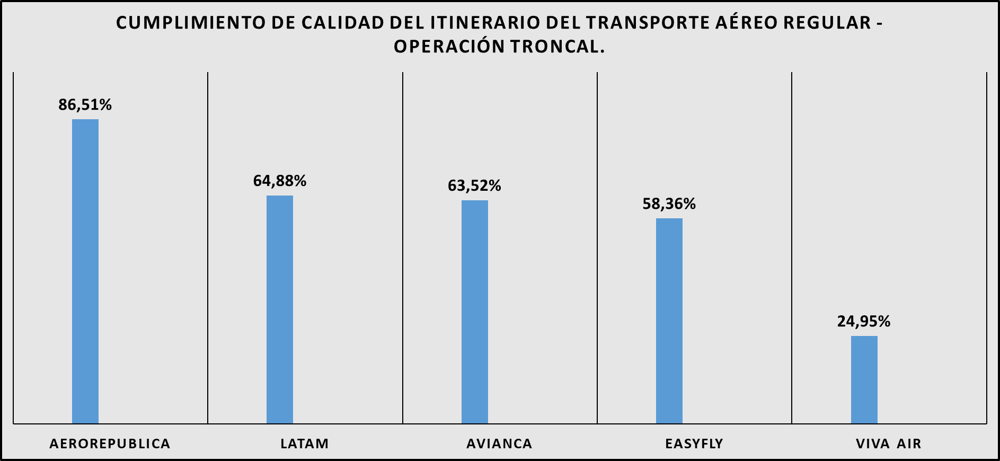 CUMPLIMIENTO DE CALIDAD DEL ITINERARIO DEL TRANSPORTE AÉREO REGULAR -
OPERACIÓN TRONCAL.
86,51%
64,88%
63,52%
58,36%
24,95%
AEROREPUBLICA
LATAM
AVIANCA
EASYFLY
VIVA AIR